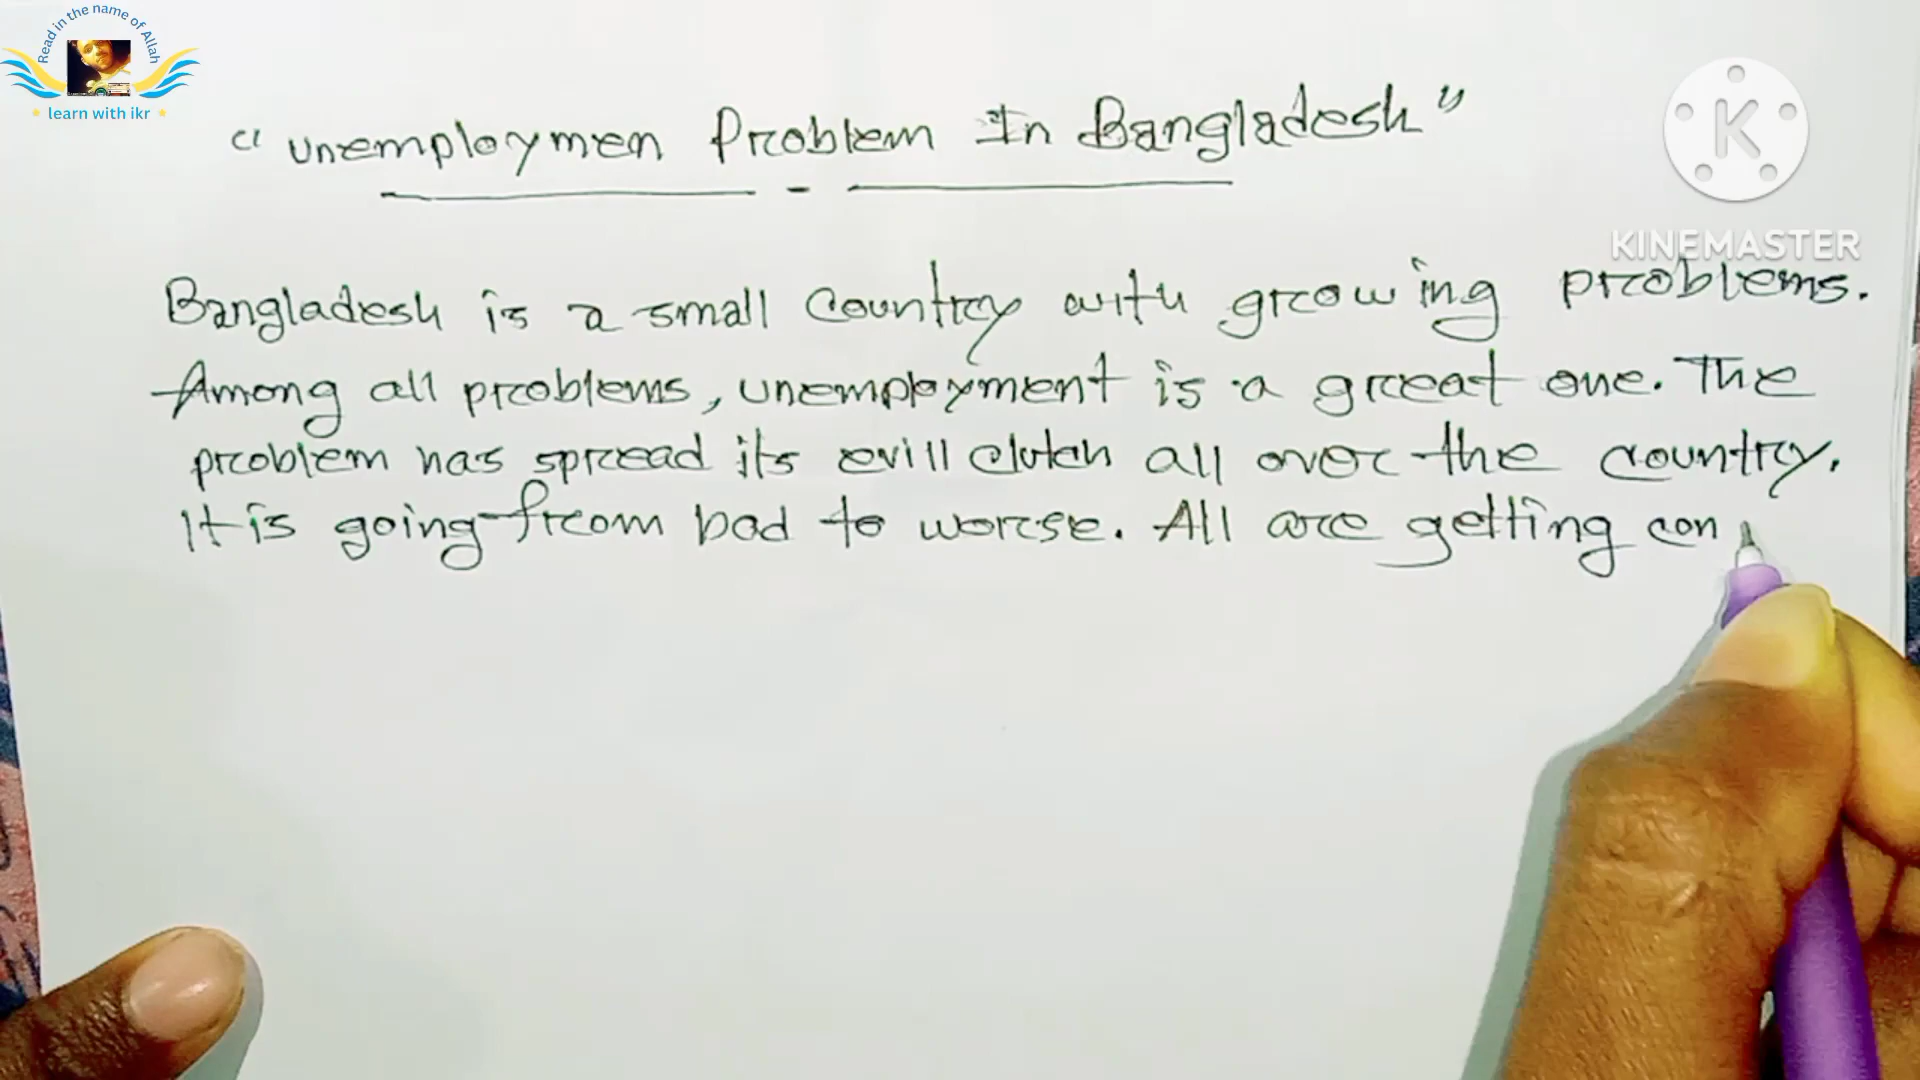 Read in the name of Allah
learn with ikr
KINEMASTER
"Unemploymen Problem In Bangladesh"
Bangladesh is a small country with growing problems.
Among all problems, unemployment is a great one. The
problem has spread its evill clutch all over the country.
It is going from bad to worse. All are getting con